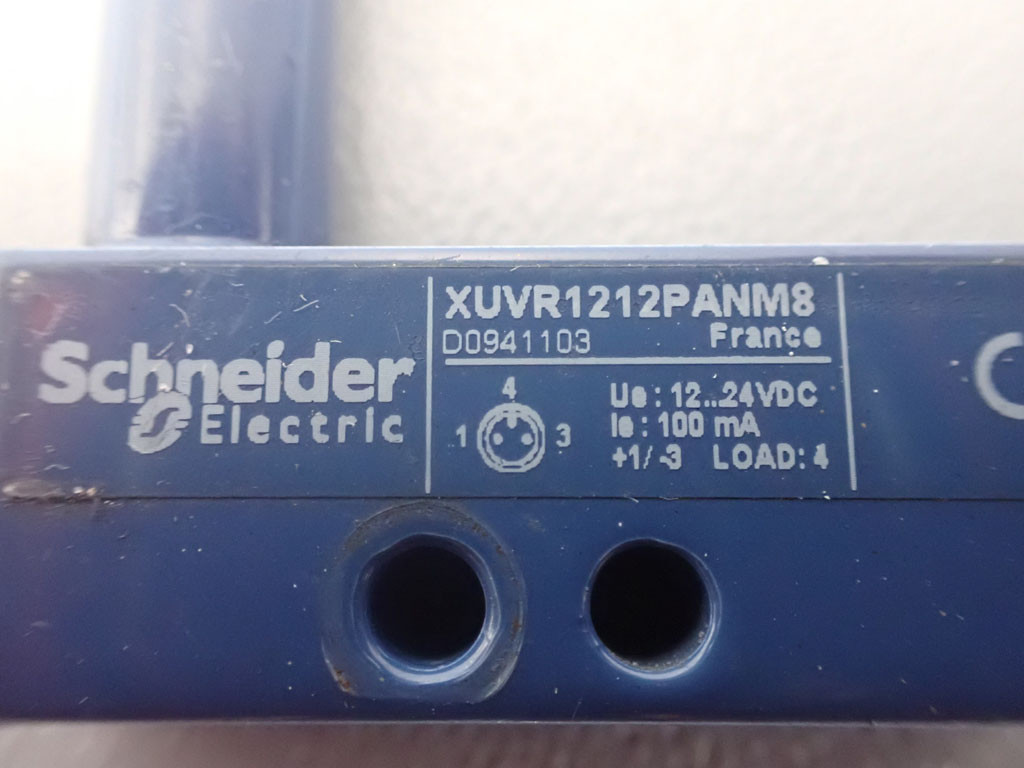 Schneider
Electric
XUVR1212PANM8
D0941103 France
4
1 3
Ue : 12..24VDC
Ie : 100 mA
+1/ -3 LOAD: 4